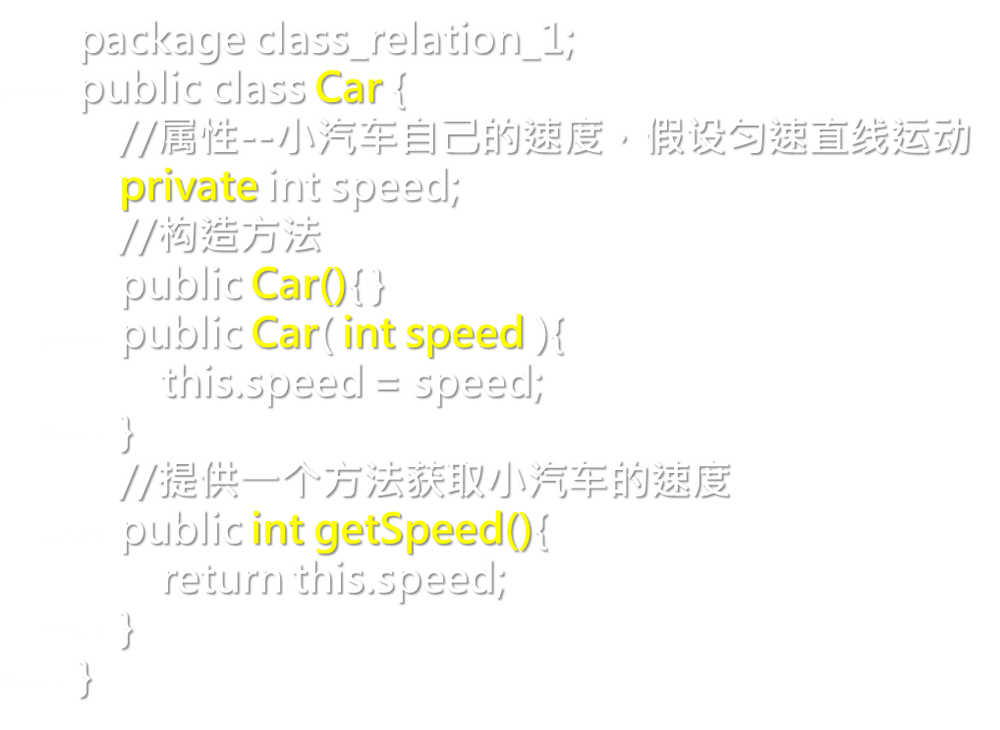 package class_relation_1;
public class Car {
//属性--小汽车自己的速度，假设匀速直线运动
private int speed;
//构造方法
public Car(){ }
public Car( int speed ){
this.speed = speed;
}
//提供一个方法获取小汽车的速度
public int getSpeed(){
return this.speed;
}
}